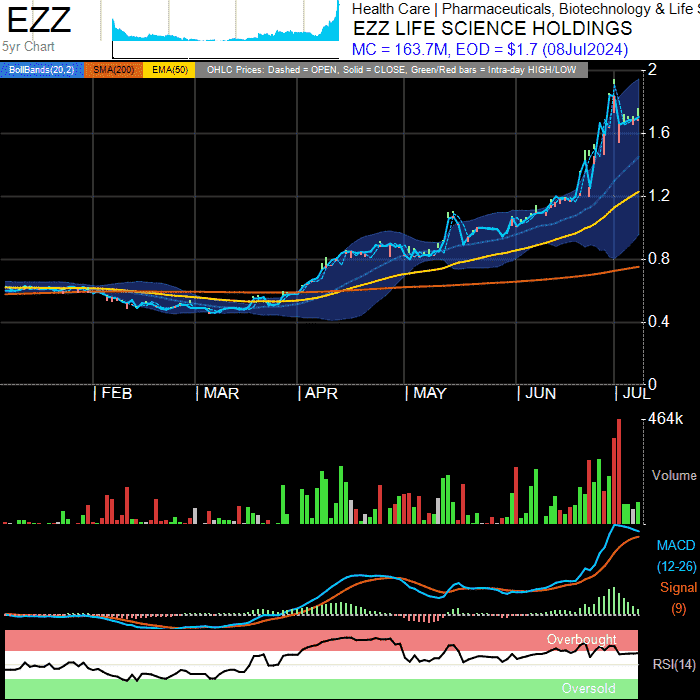 EZZ
5yr Chart
Health Care | Pharmaceuticals, Biotechnology & Life S
EZZ LIFE SCIENCE HOLDINGS
MC = 163.7M, EOD = $1.7 (08Jul2024)
BollBands(20,2) SMA(200) EMA(50) OHLC Prices: Dashed = OPEN, Solid = CLOSE, Green/Red bars = Intra-day HIGH/LOW
2
1.6
1.2
0.8
0.4
0
| FEB | MAR | APR | MAY | JUN | JUL
464k
Volume
MACD
(12-26)
Signal
(9)
Overbought
RSI(14)
Oversold